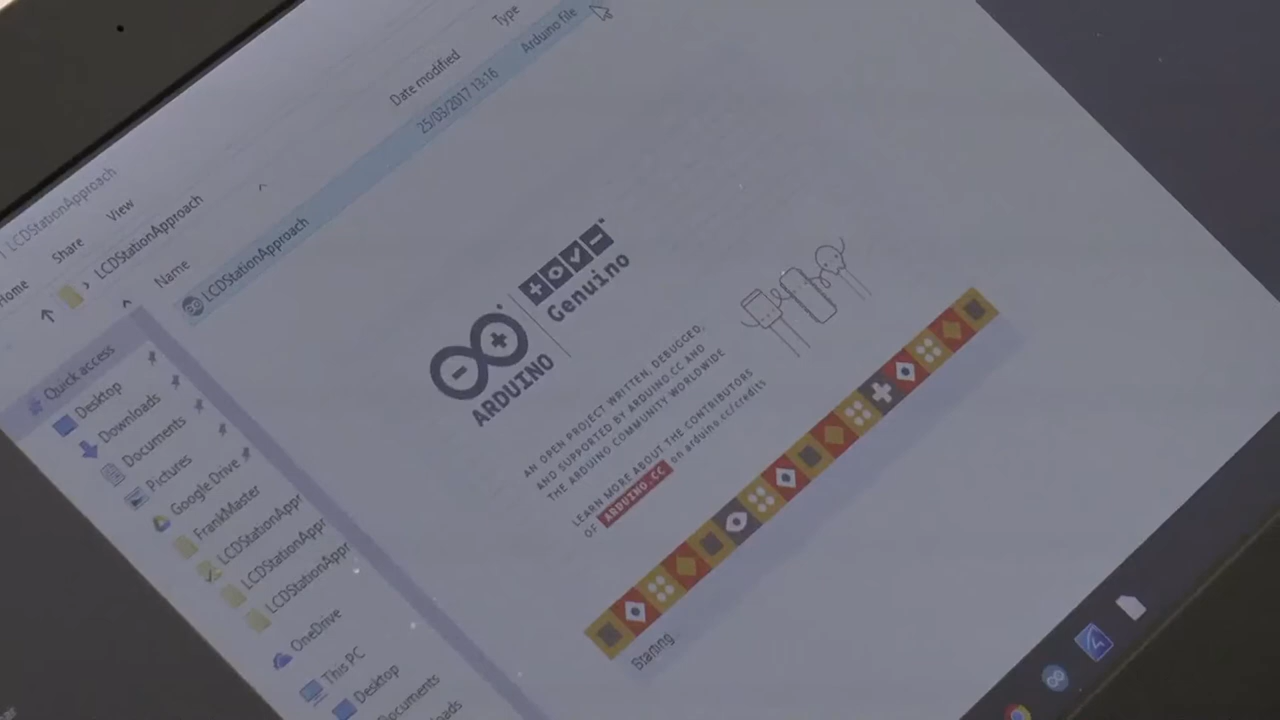 LCDStationApproach
Home
Share
View
LCDStationApproach
Name
Date modified
Type
LCDStationApproach
25/03/2017 13:16
Arduino file
Quick access
Desktop
Downloads
Documents
Pictures
Google Drive
FrankMaster
LCDStationAppr
LCDStationAppr
LCDStationAppr
OneDrive
This PC
Desktop
ocuments
loads
ARDUINO
Genuino
AN OPEN PROJECT WRITTEN, DEBUGGED,
AND SUPPORTED BY ARDUINO.CC AND
THE ARDUINO COMMUNITY WORLDWIDE
LEARN MORE ABOUT THE CONTRIBUTORS
OF ARDUINO.CC on arduino.cc/credits